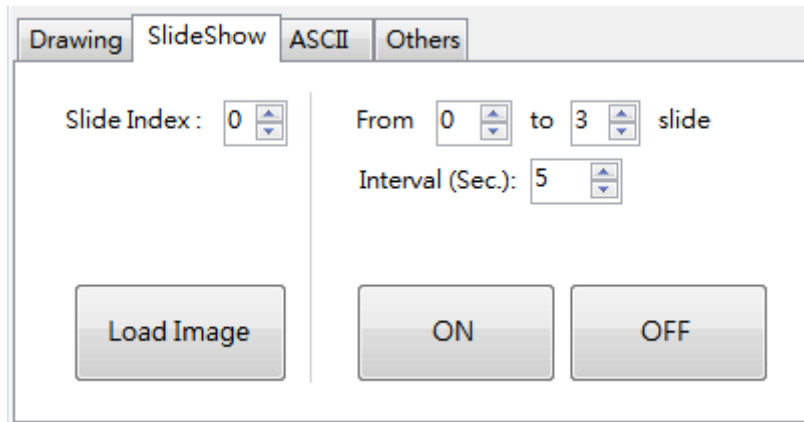 Drawing SlideShow ASCII Others
Slide Index : 0 From 0 to 3 slide
Interval (Sec.): 5
Load Image ON OFF